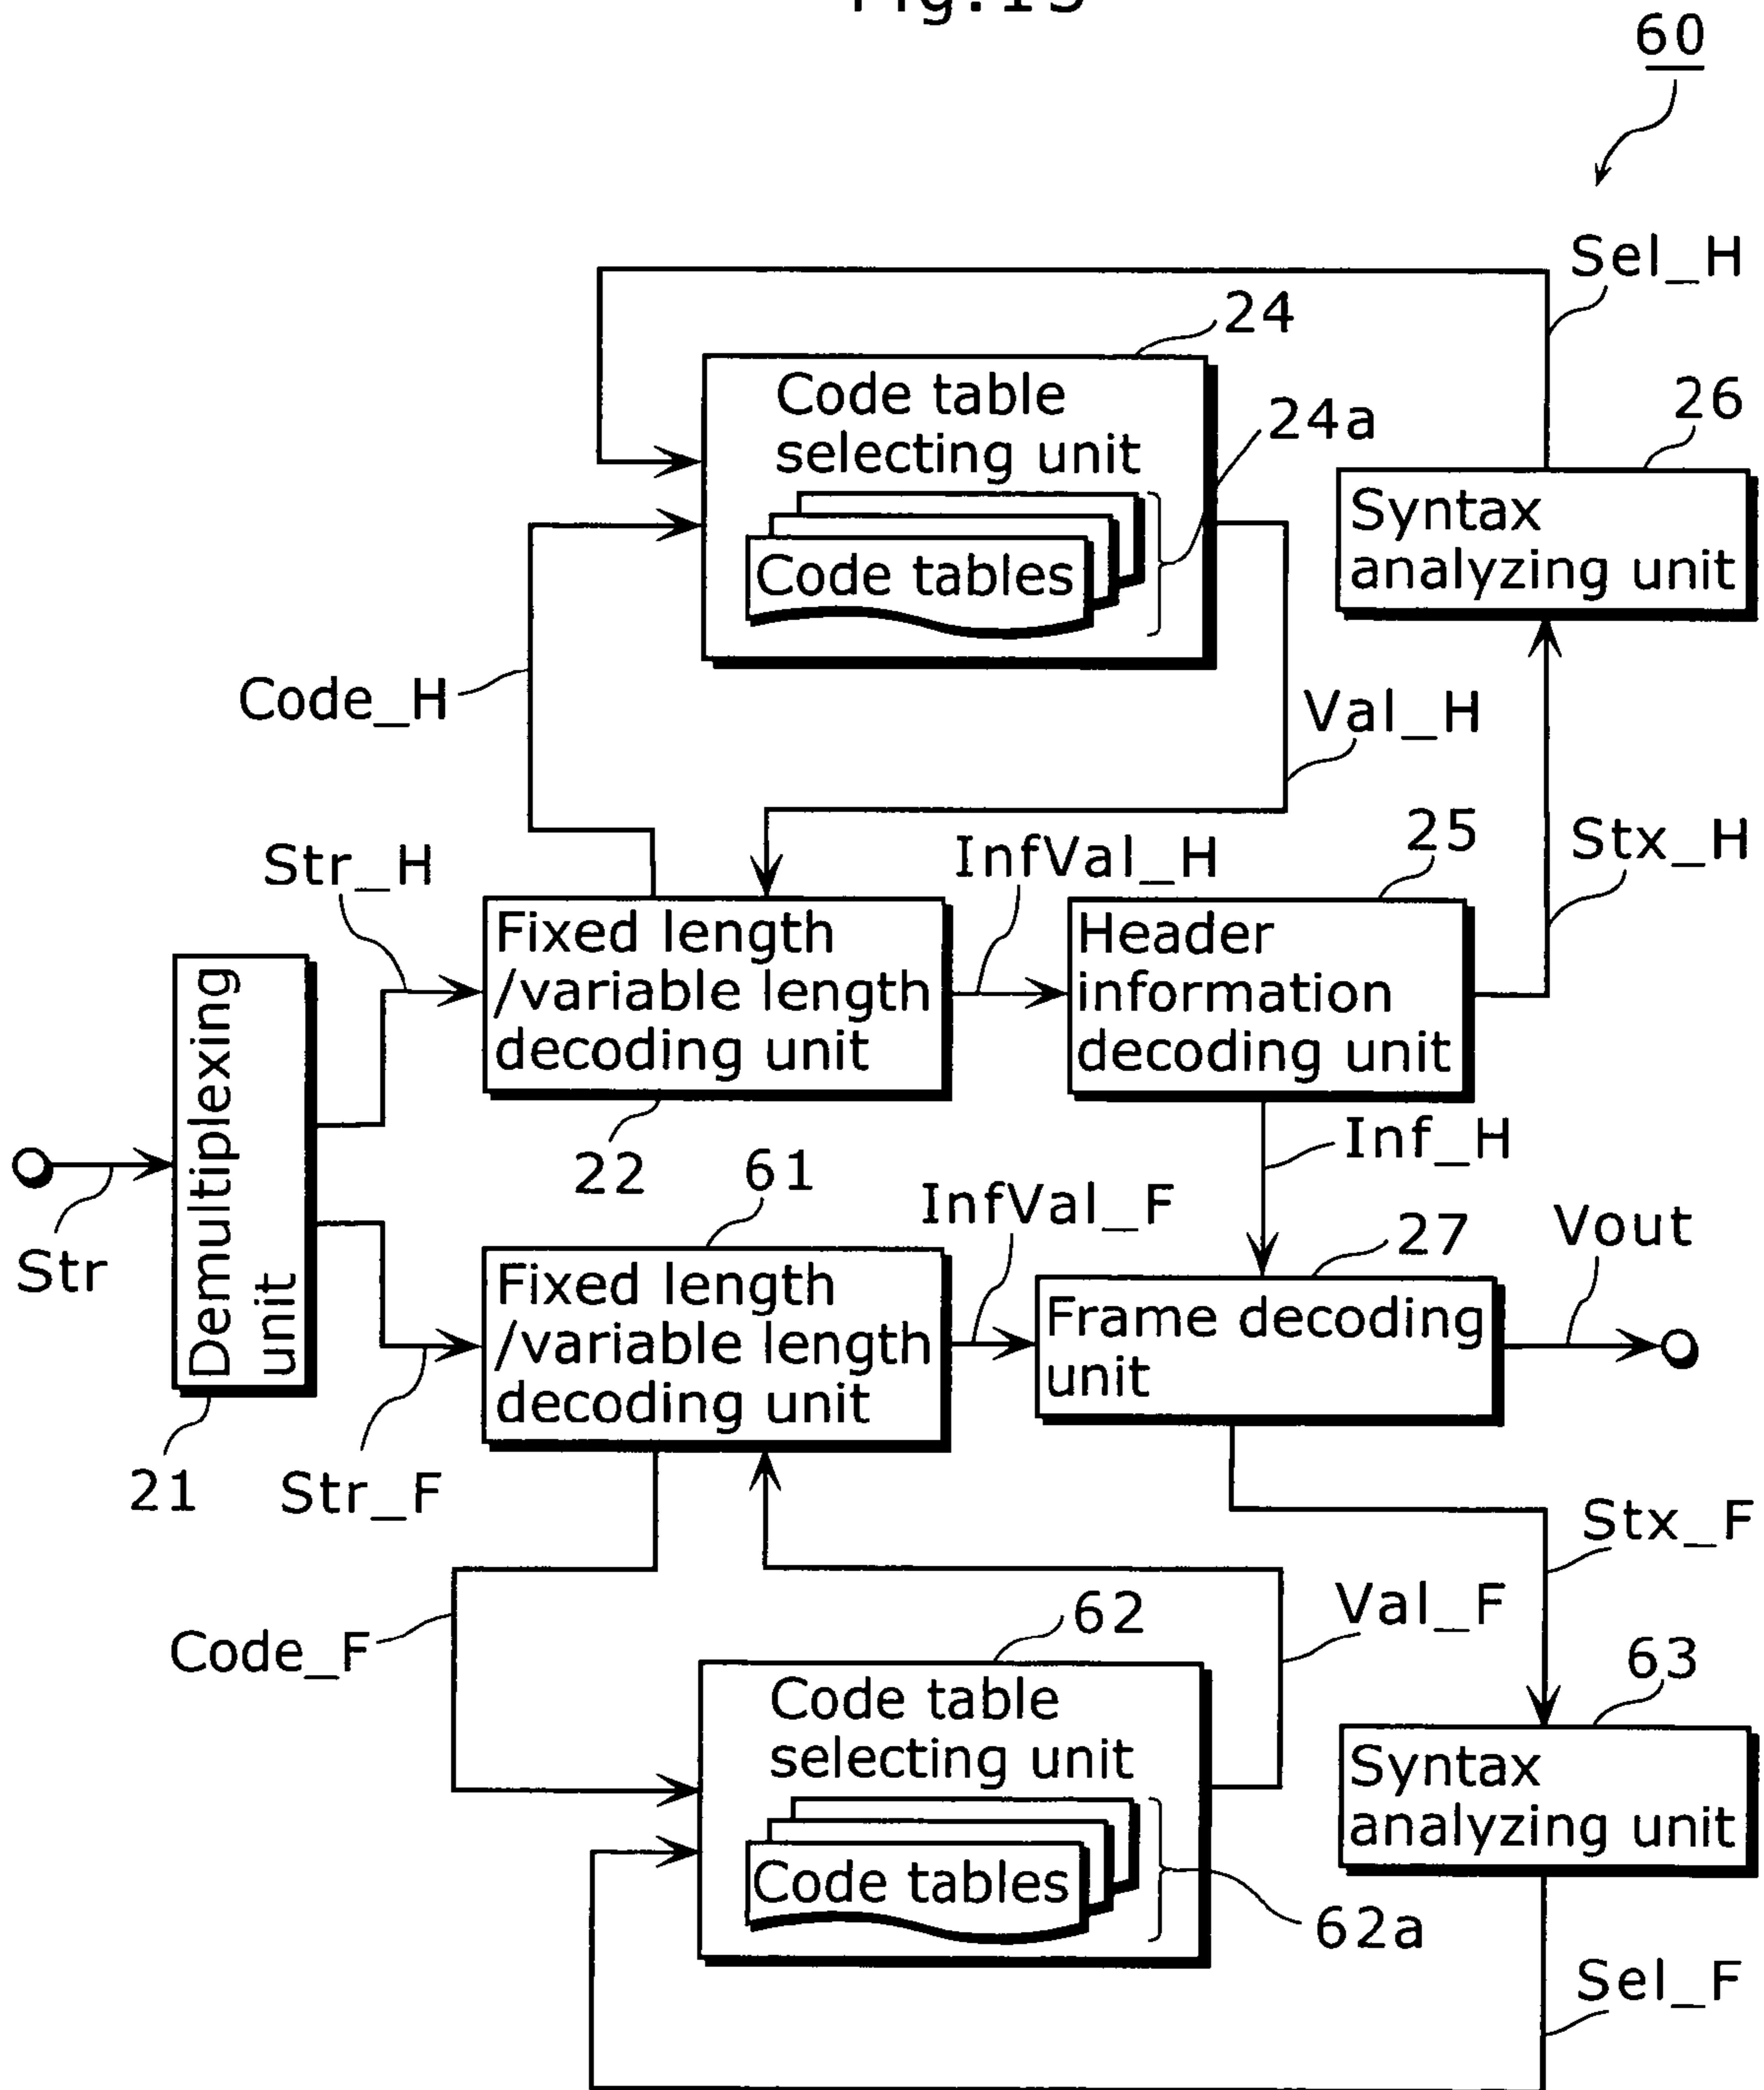 Fig.13
60
Sel_H
24
Code table
selecting unit
24a
26
Syntax
analyzing unit
Code tables
Code_H
Val_H
Str_H
InfVal_H
25
Stx_H
Fixed length
/variable length
decoding unit
Header
information
decoding unit
Demultiplexing
unit
22
Inf_H
61
InfVal_F
27
Vout
Str
Fixed length
/variable length
decoding unit
Frame decoding
unit
21
Str_F
Stx_F
Code_F
62
Val_F
63
Code table
selecting unit
Syntax
analyzing unit
Code tables
62a
Sel_F